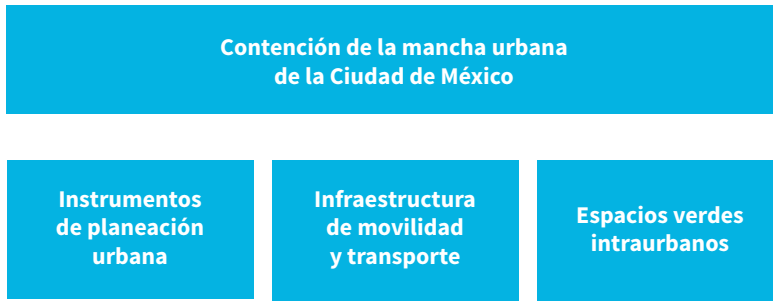 Contención de la mancha urbana
de la Ciudad de México
Instrumentos
de planeación
urbana
Infraestructura
de movilidad
y transporte
Espacios verdes
intraurbanos